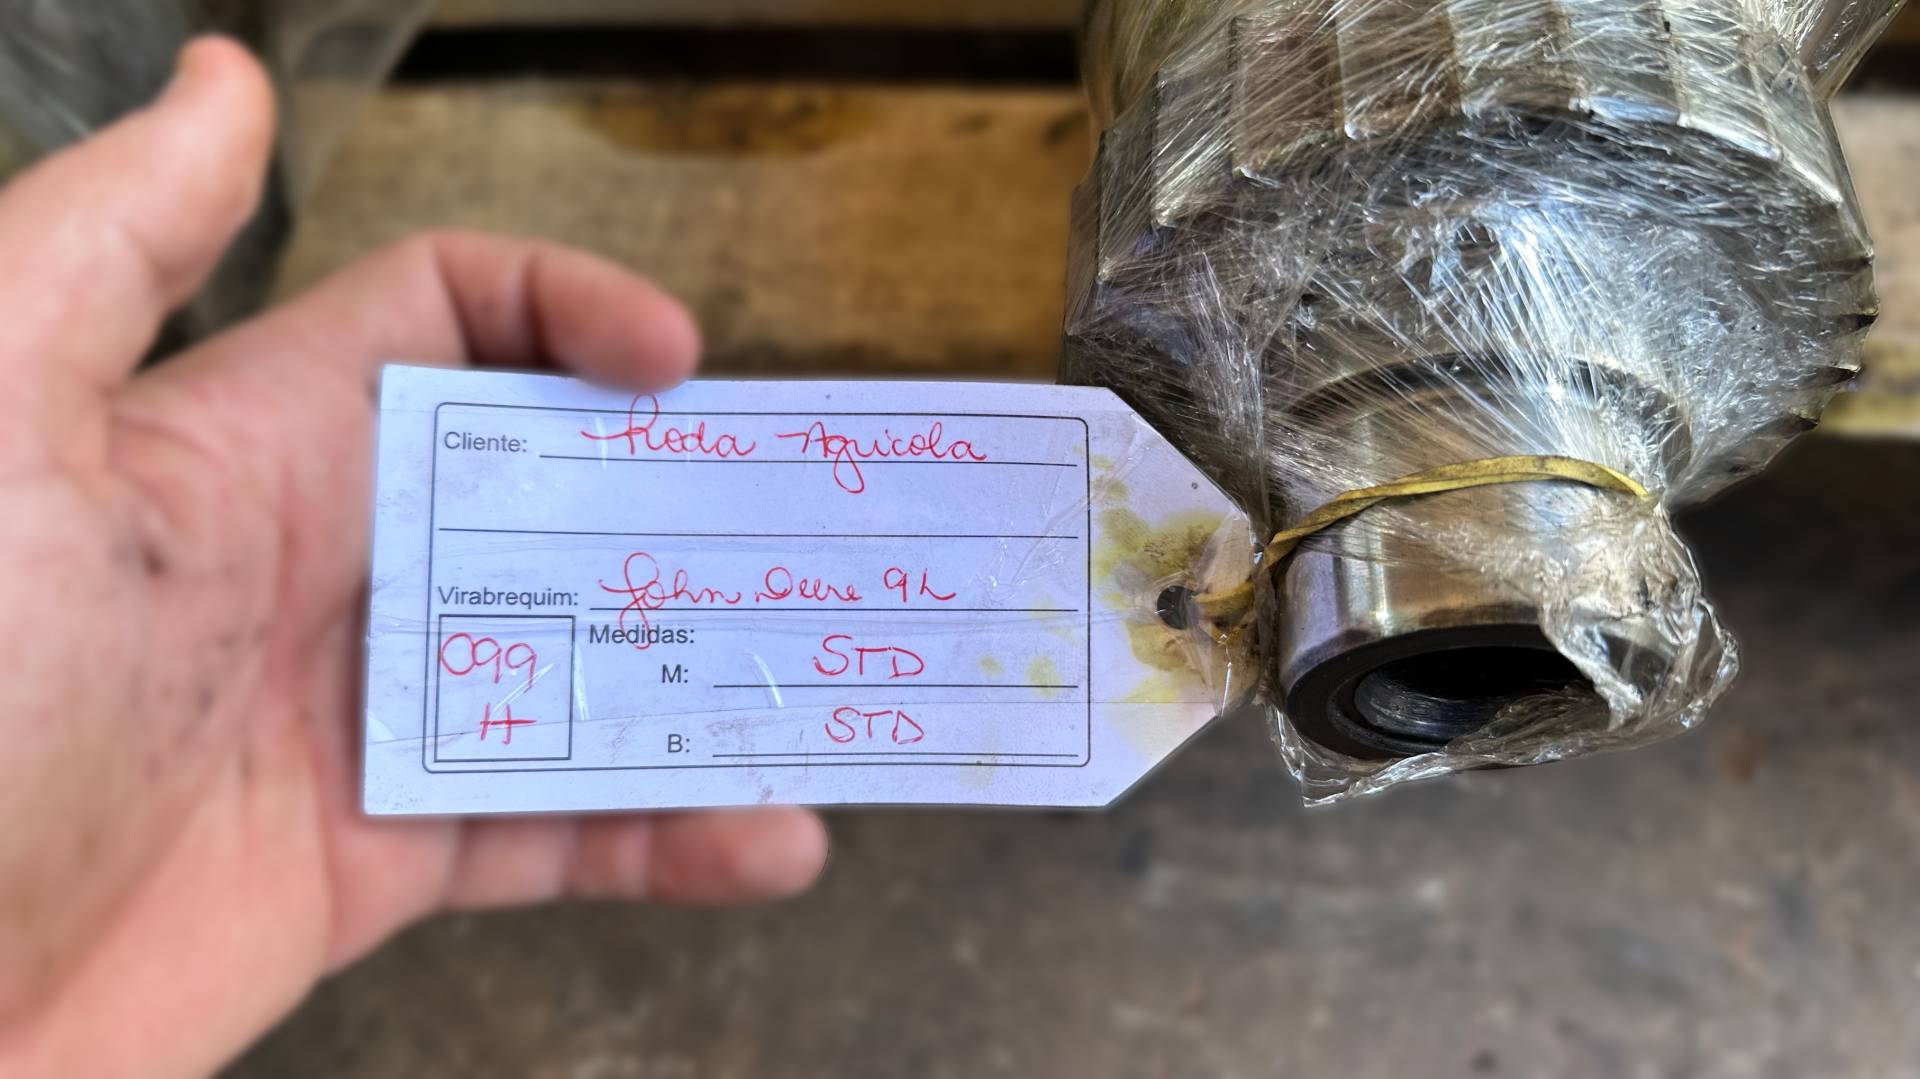 Cliente: Roda Agricola
Virabrequim: John Deere 9L
099
H
Medidas:
M: STD
B: STD